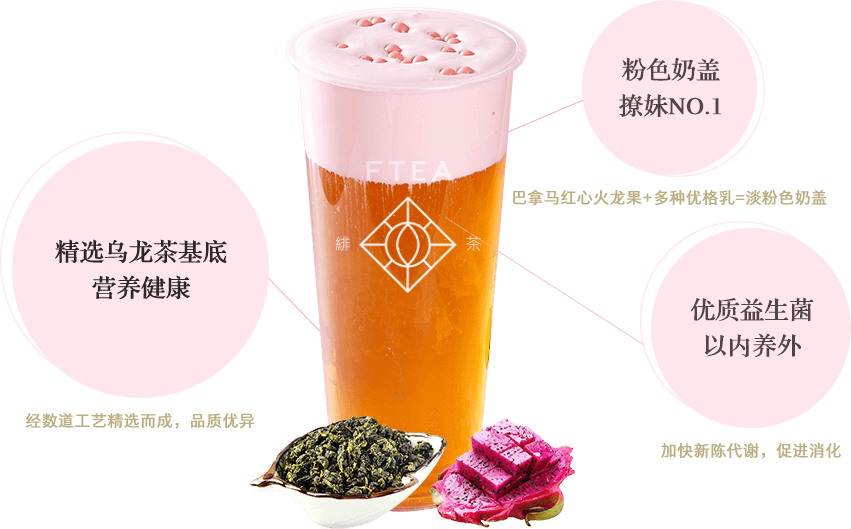 粉色奶盖
撩妹NO.1
巴拿马红心火龙果+多种优格乳=淡粉色奶盖
FTEA
緋 茶
精选乌龙茶基底
营养健康
经数道工艺精选而成，品质优异
优质益生菌
以内养外
加快新陈代谢，促进消化